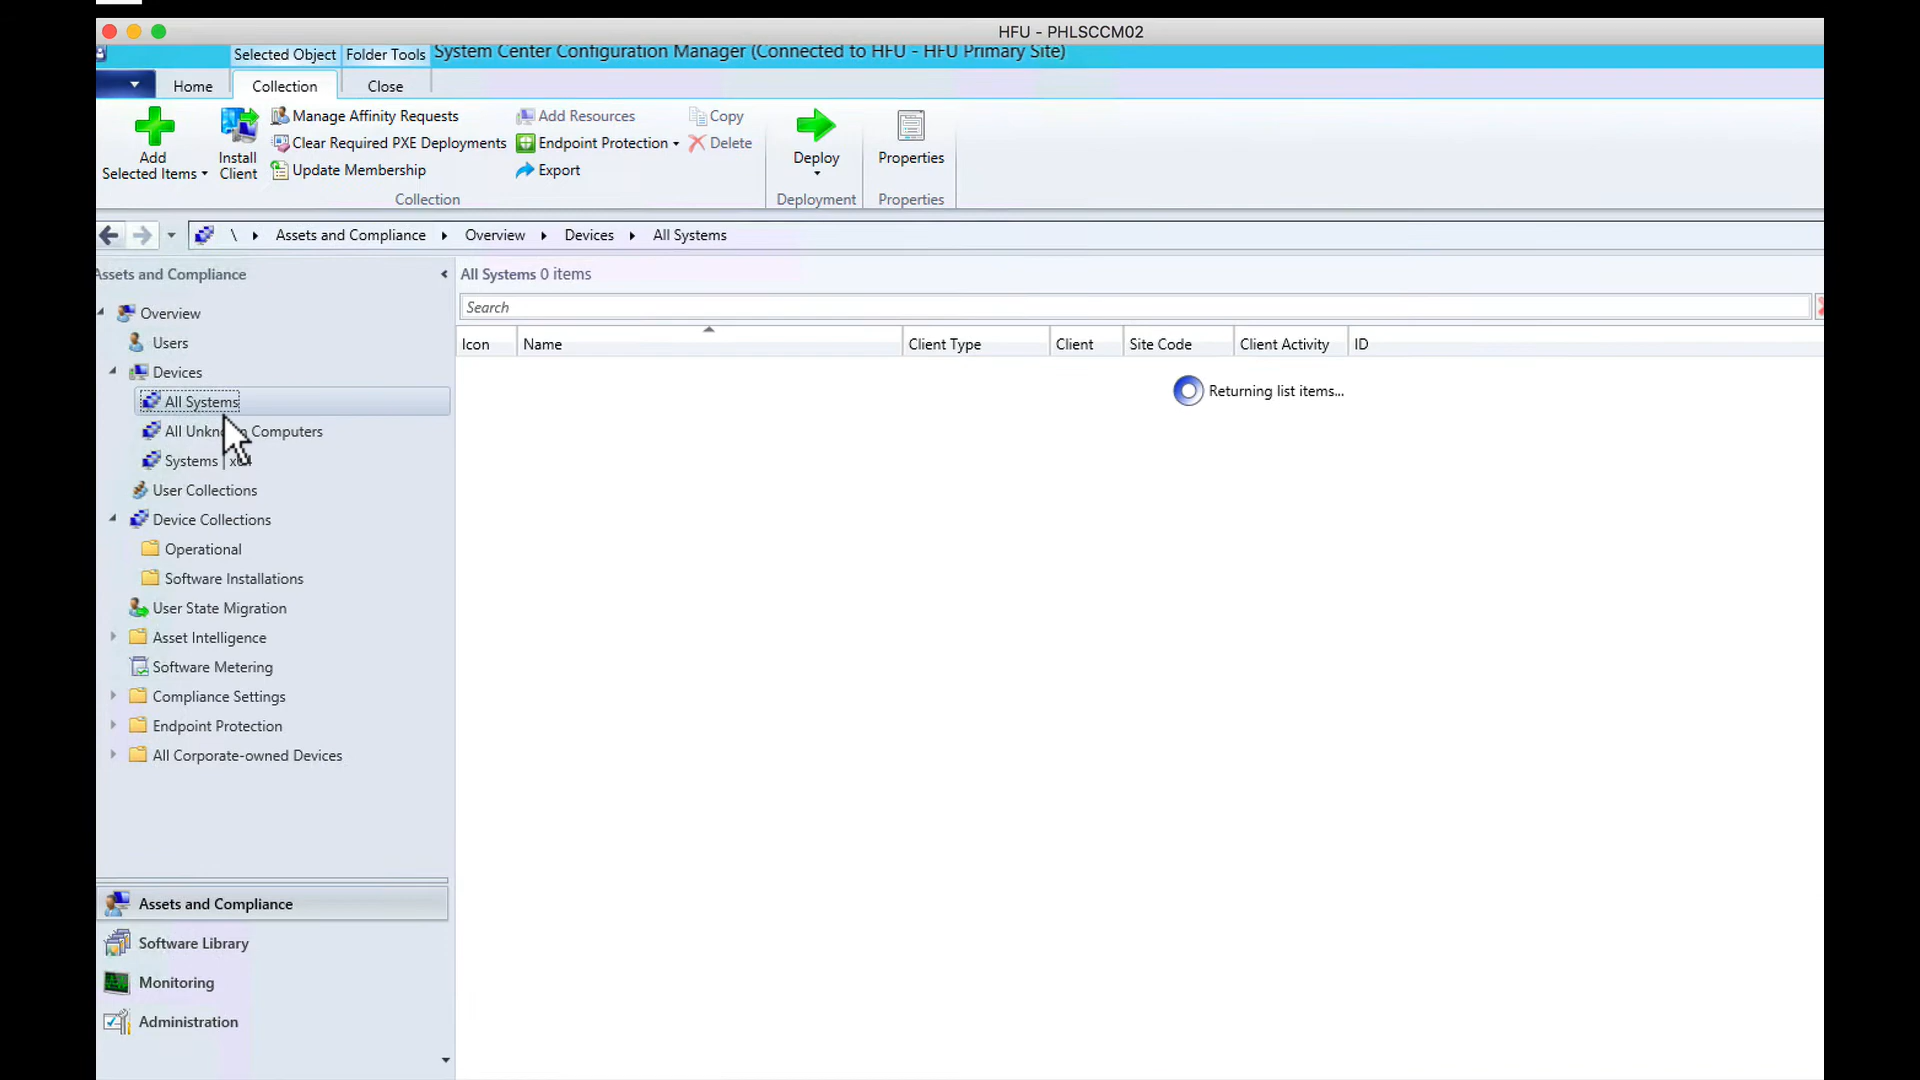 HFU - PHLSCCM02
Selected Object
Folder Tools
System Center Configuration Manager (Connected to HFU - HFU Primary Site)
Home
Collection
Close
Add
Selected Items
Install
Client
Manage Affinity Requests
Clear Required PXE Deployments
Update Membership
Add Resources
Endpoint Protection
Export
Copy
Delete
Deploy
Properties
Collection
Deployment
Properties
\
Assets and Compliance
Overview
Devices
All Systems
Assets and Compliance
All Systems 0 items
Search
Icon
Name
Client Type
Client
Site Code
Client Activity
ID
Returning list items...
Overview
Users
Devices
All Systems
Computers
Systems |
User Collections
Device Collections
Operational
Software Installations
User State Migration
Asset Intelligence
Software Metering
Compliance Settings
Endpoint Protection
All Corporate-owned Devices
Assets and Compliance
Software Library
Monitoring
Administration